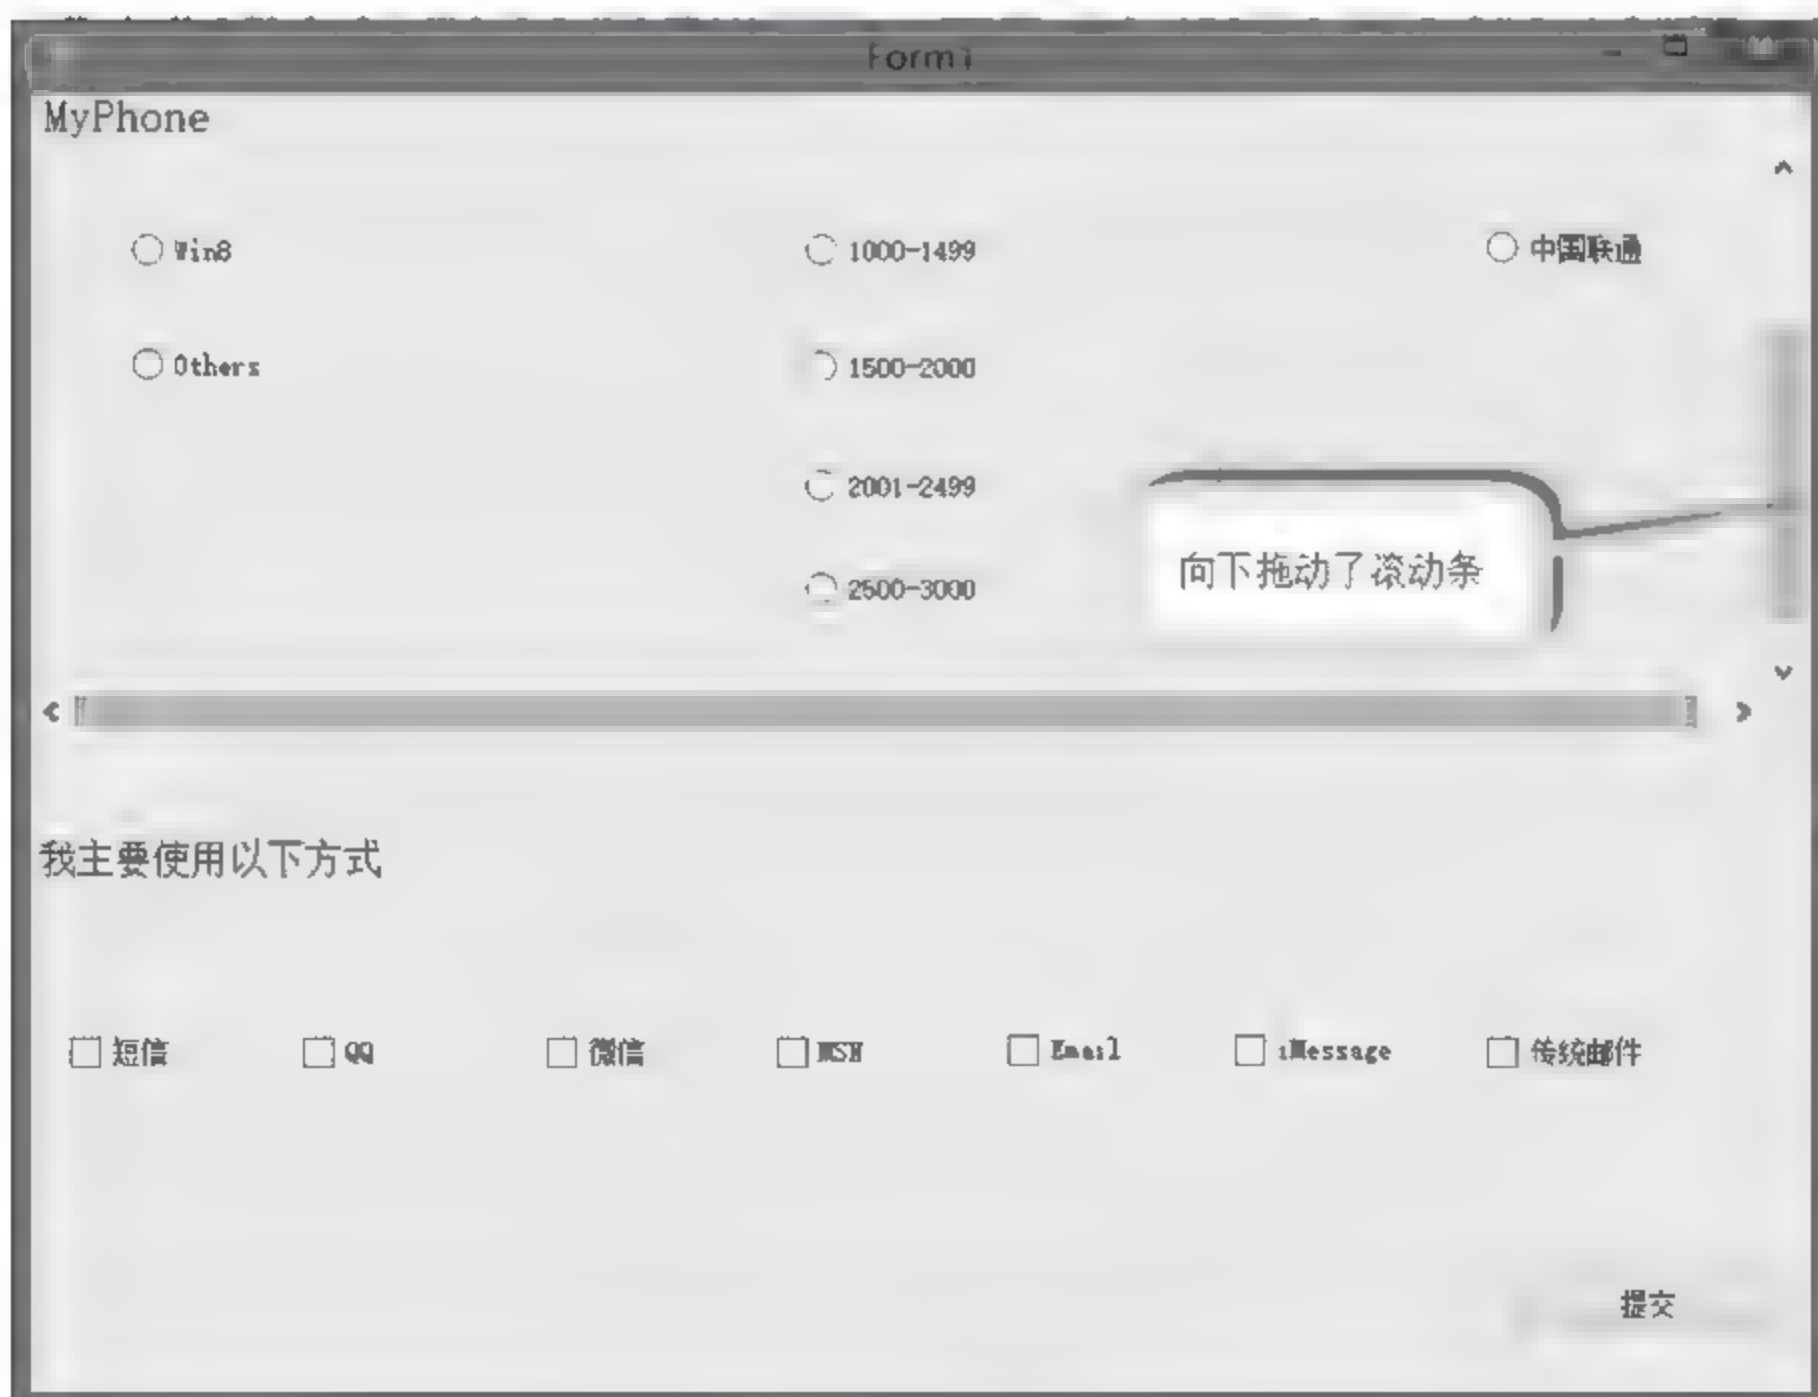 Form1
MyPhone
Win8 1000-1499 中国联通
Others 1500-2000
2001-2499
向下拖动了滚动条
2500-3000
我主要使用以下方式
短信 QQ 微信 MSN Email iMessage 传统邮件
提交